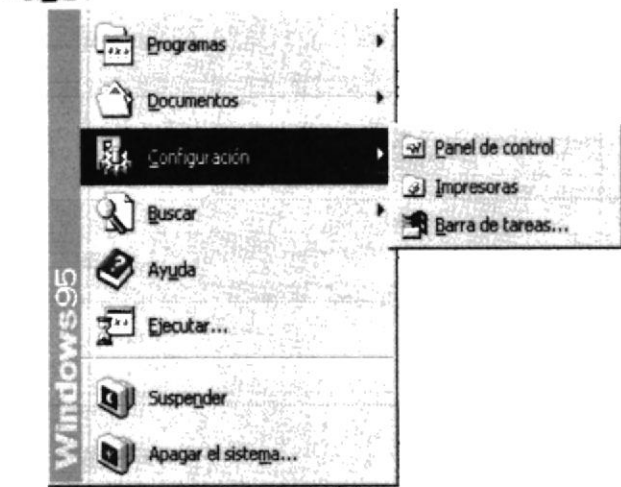 Programas
Documentos
Configuración
Panel de control
Impresoras
Barra de tareas...
Buscar
Ayuda
Ejecutar...
Suspender
Apagar el sistema...
Windows95